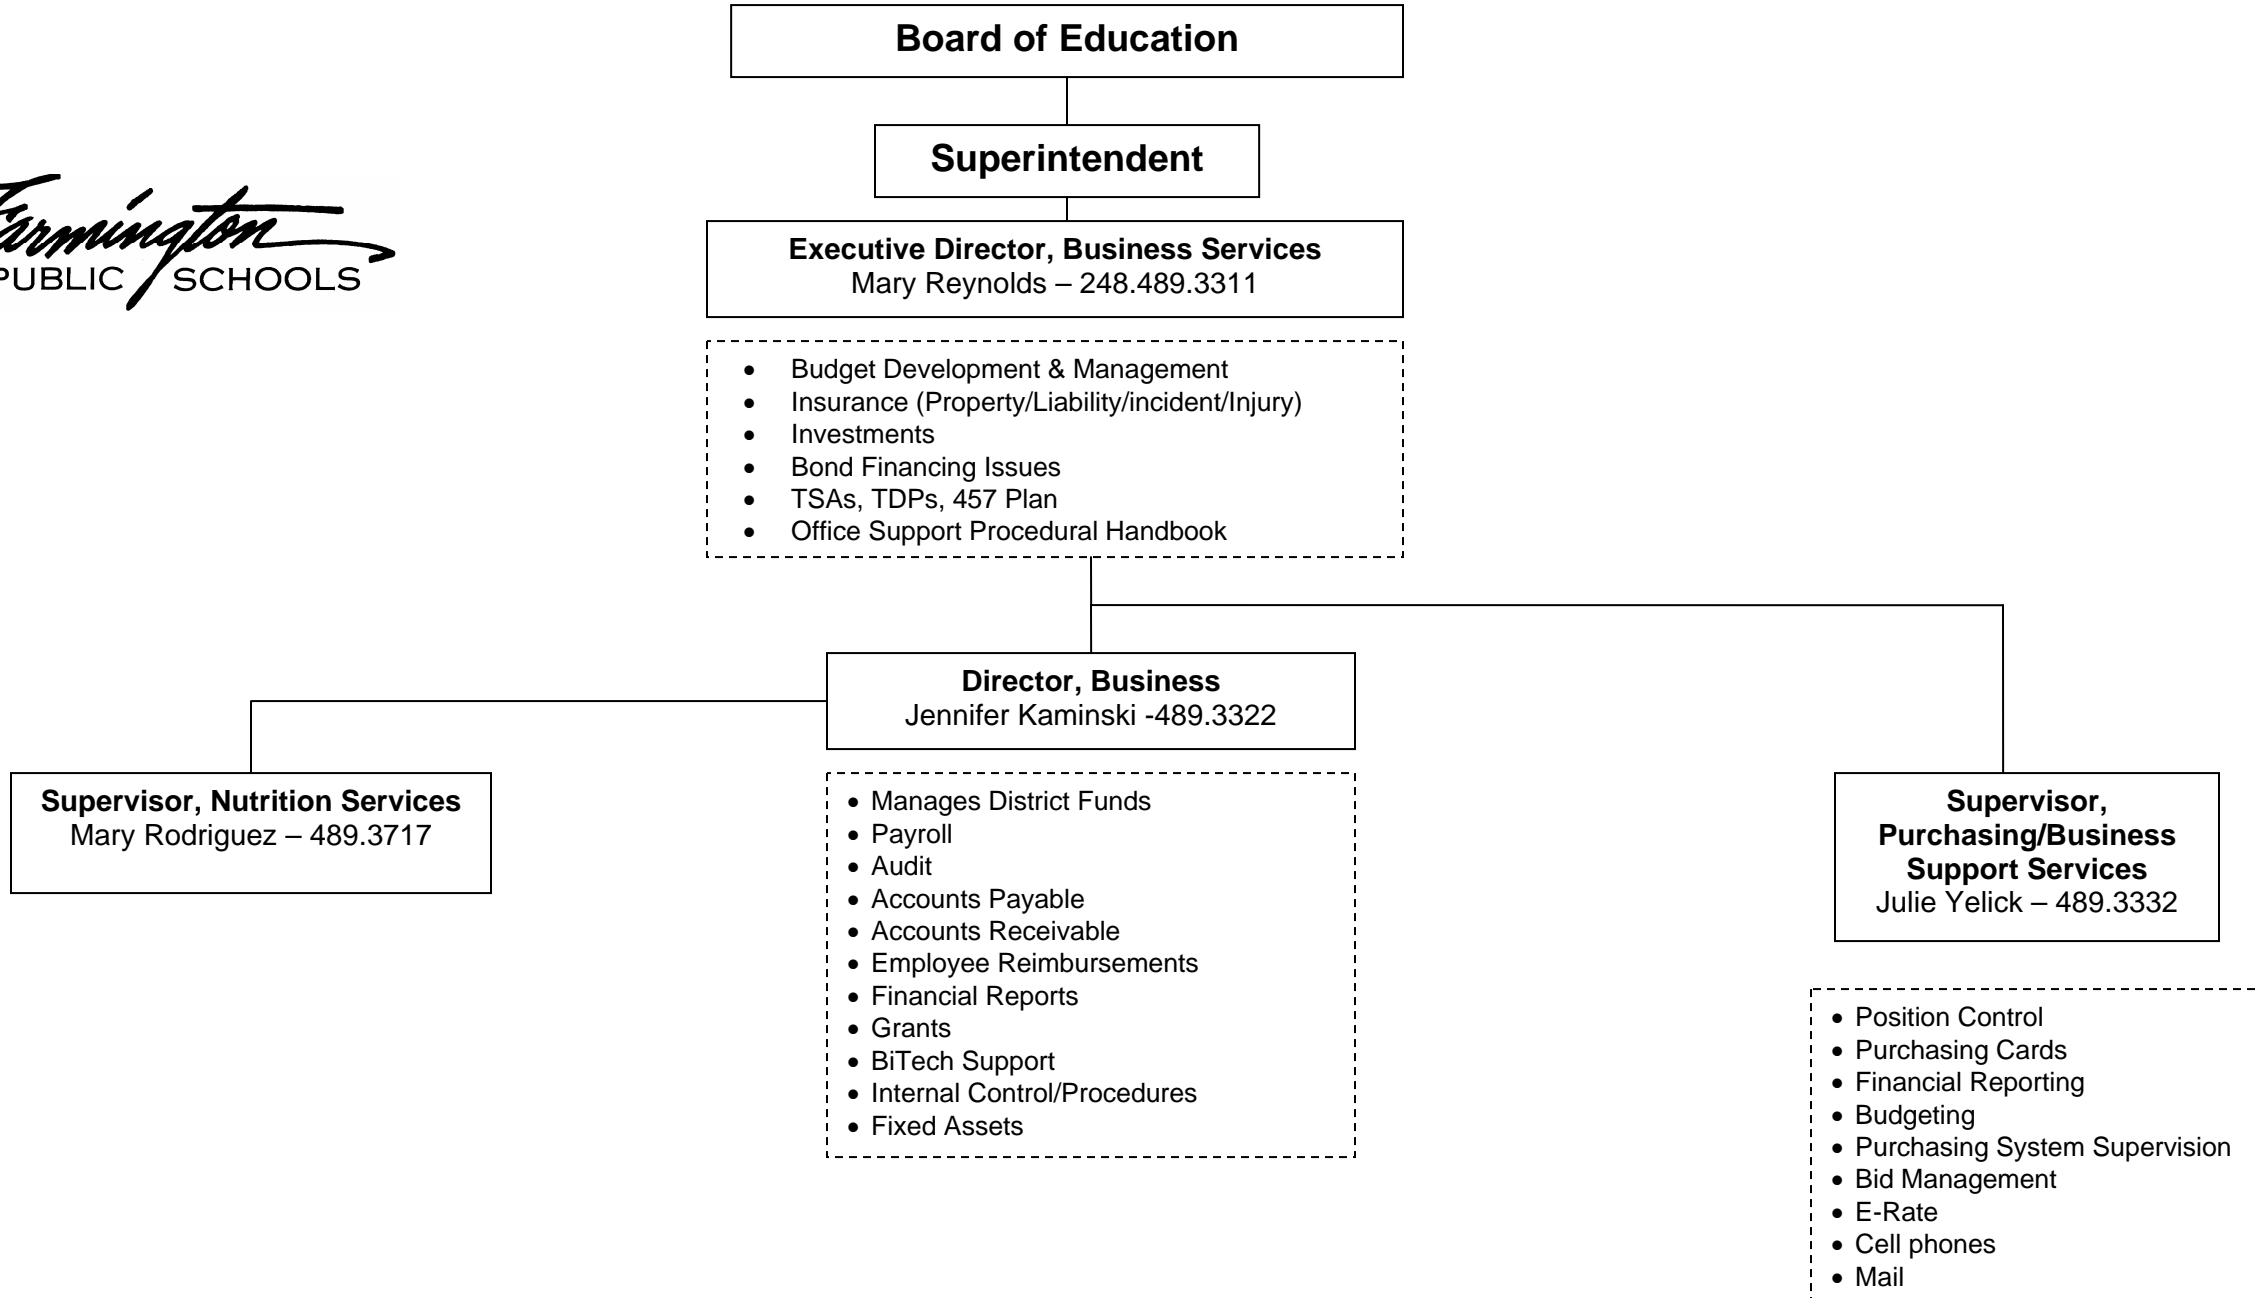 Board of Education
Superintendent
Farmington
PUBLIC SCHOOLS
Executive Director, Business Services
Mary Reynolds – 248.489.3311
• Budget Development & Management
• Insurance (Property/Liability/incident/Injury)
• Investments
• Bond Financing Issues
• TSAs, TDPs, 457 Plan
• Office Support Procedural Handbook
Director, Business
Jennifer Kaminski -489.3322
Supervisor, Nutrition Services
Mary Rodriguez – 489.3717
• Manages District Funds
• Payroll
• Audit
• Accounts Payable
• Accounts Receivable
• Employee Reimbursements
• Financial Reports
• Grants
• BiTech Support
• Internal Control/Procedures
• Fixed Assets
Supervisor,
Purchasing/Business
Support Services
Julie Yelick – 489.3332
• Position Control
• Purchasing Cards
• Financial Reporting
• Budgeting
• Purchasing System Supervision
• Bid Management
• E-Rate
• Cell phones
• Mail